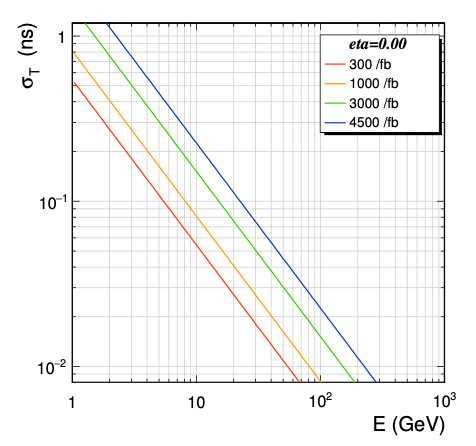 σT (ns)
eta=0.00
300 /fb
1000 /fb
3000 /fb
4500 /fb
1
10⁻¹
10⁻²
1 10 10² 10³
E (GeV)